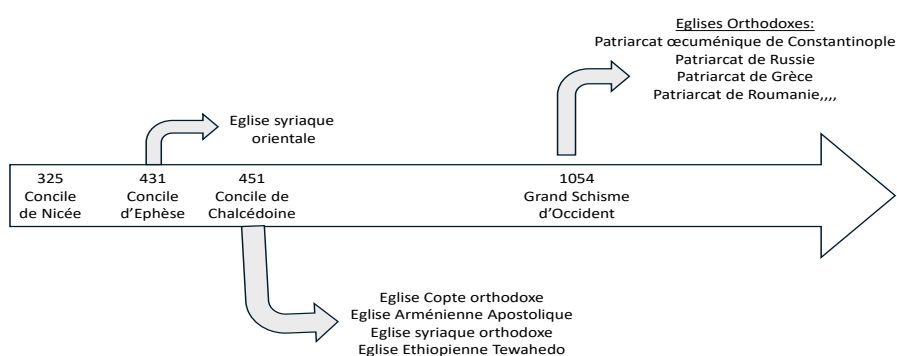 Eglises Orthodoxes:
Patriarcat œcuménique de Constantinople
Patriarcat de Russie
Patriarcat de Grèce
Patriarcat de Roumanie,,,,
Eglise syriaque
orientale
325
Concile
de Nicée
431
Concile
d'Ephèse
451
Concile de
Chalcédoine
1054
Grand Schisme
d'Occident
Eglise Copte orthodoxe
Eglise Arménienne Apostolique
Eglise syriaque orthodoxe
Eglise Ethiopienne Tewahedo